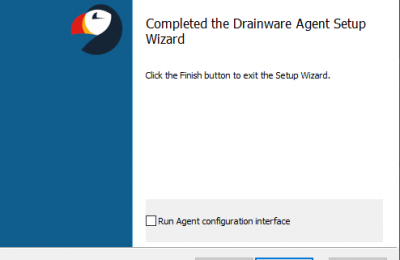 Completed the Drainware Agent Setup
Wizard
Click the Finish button to exit the Setup Wizard.
Run Agent configuration interface